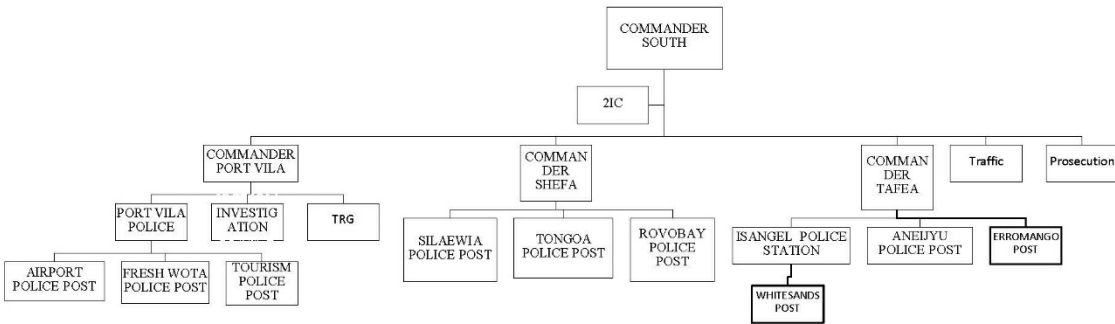 COMMANDER
SOUTH
2IC
COMMANDER
PORT VILA
COMMAN
DER
SHEFA
COMM
AN
DER
TAFEA
Traffic
Prosecution
PORT VILA
POLICE
INVESTIG
ATION
TRG
SILAEWIA
POLICE POST
TONGOA
POLICE POST
ROVOBAY
POLICE
POST
ISANGEL POLICE
STATION
ANEIJYU
POLICE POST
ERROMANGO
POST
AIRPORT
POLICE POST
FRESH WOTA
POLICE POST
TOURISM
POLICE
POST
WHITESANDS
POST